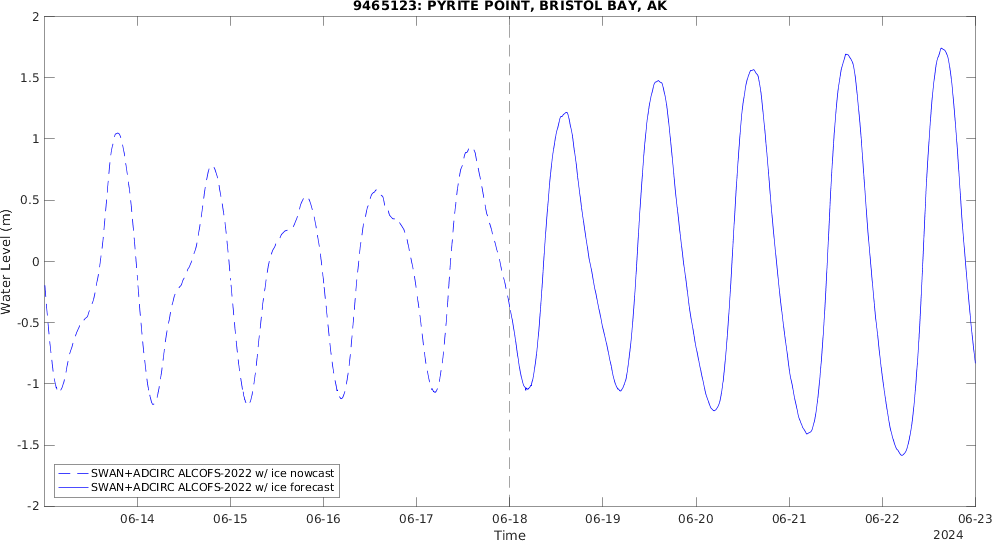 9465123: PYRITE POINT, BRISTOL BAY, AK
2
1.5
1
0.5
0
-0.5
-1
-1.5
-2
Water Level (m)
SWAN+ADCIRC ALCOFS-2022 w/ ice nowcast
SWAN+ADCIRC ALCOFS-2022 w/ ice forecast
06-14 06-15 06-16 06-17 06-18 06-19 06-20 06-21 06-22 06-23
Time
2024